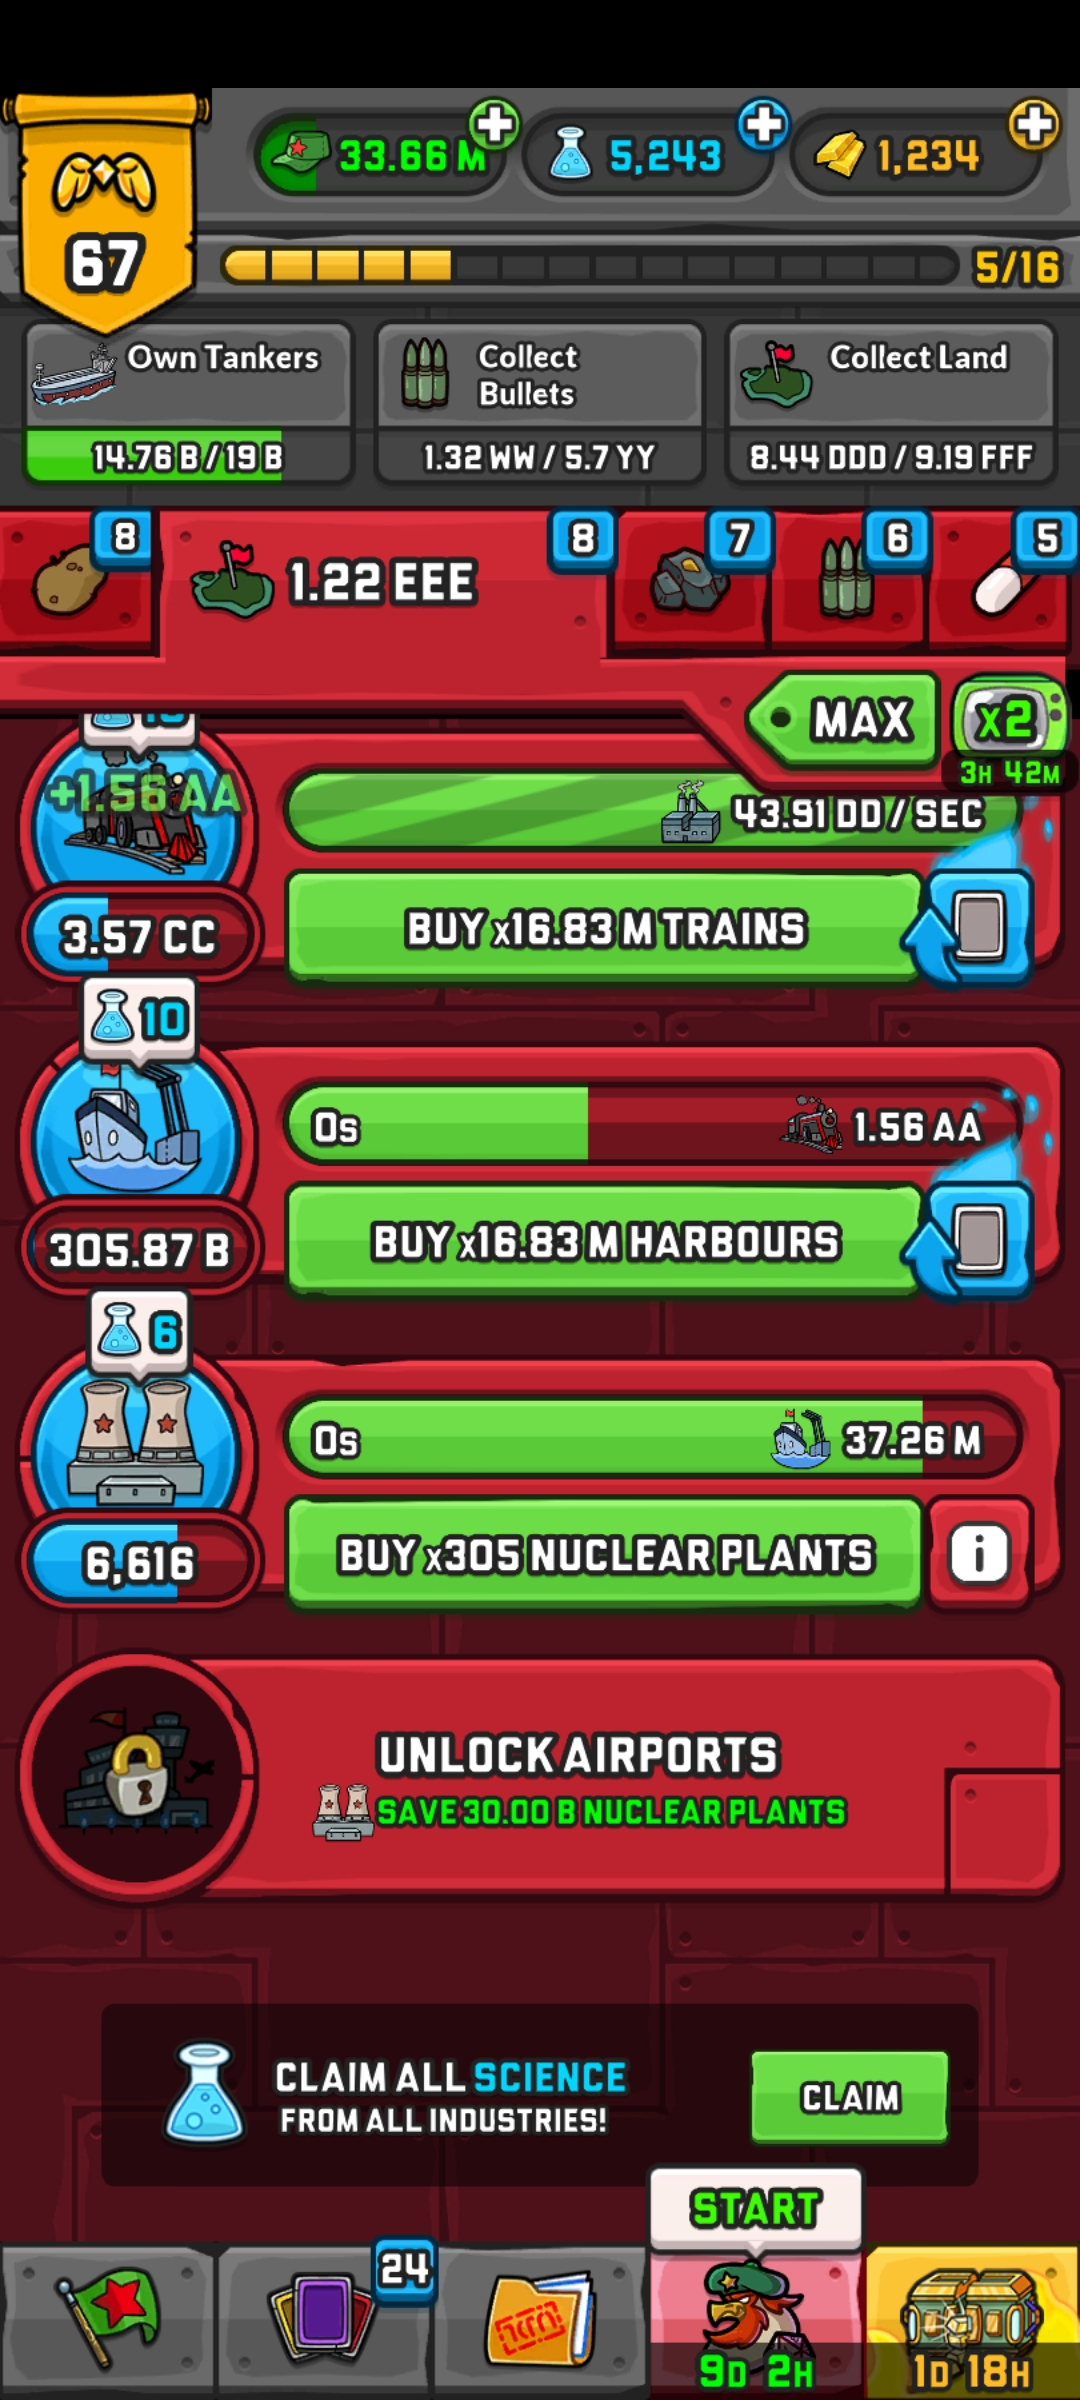 33.66 M
5,243
1,234
67
5/16
Own Tankers
14.76 B / 19 B
Collect
Bullets
1.32 WW / 5.7 YY
Collect Land
8.44 DDD / 9.19 FFF
8
1.22 EEE
8
7
6
5
MAX
x2
3H 42M
+1.56 AA
43.91 DD / SEC
3.57 CC
BUY x16.83 M TRAINS
10
0s
1.56 AA
305.87 B
BUY x16.83 M HARBOURS
6
0s
37.26 M
6,616
BUY x305 NUCLEAR PLANTS
i
UNLOCK AIRPORTS
SAVE 30.00 B NUCLEAR PLANTS
CLAIM ALL SCIENCE
FROM ALL INDUSTRIES!
CLAIM
START
24
9D 2H
1D 18H